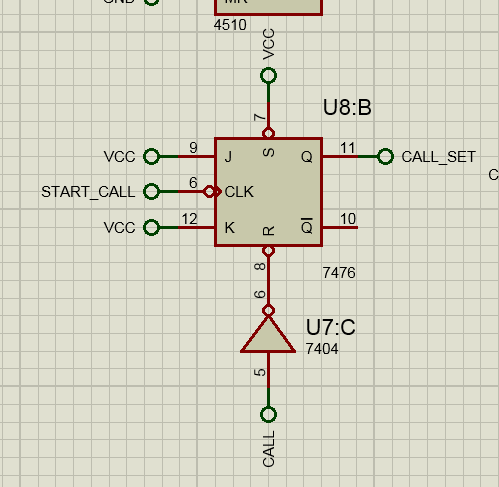 GND
MR
4510
VCC
U8:B
7
VCC 9 J S Q 11 CALL_SET
START_CALL 6 CLK
C
VCC 12 K R Q 10
8
7476
6
U7:C
7404
5
CALL